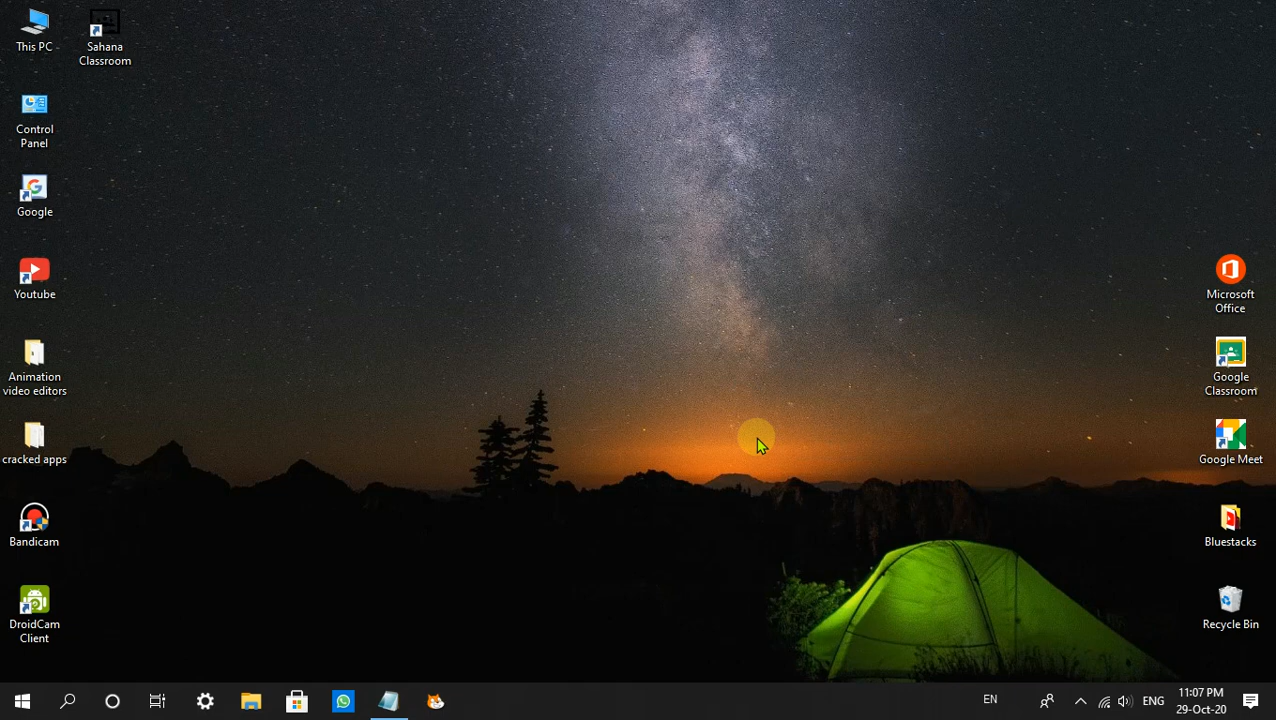 This PC
Sahana
Classroom
Control
Panel
Google
Youtube
Animation
video editors
cracked apps
Bandicam
DroidCam
Client
Microsoft
Office
Google
Classroom
Google Meet
Bluestacks
Recycle Bin
EN
ENG
11:07 PM
29-Oct-20